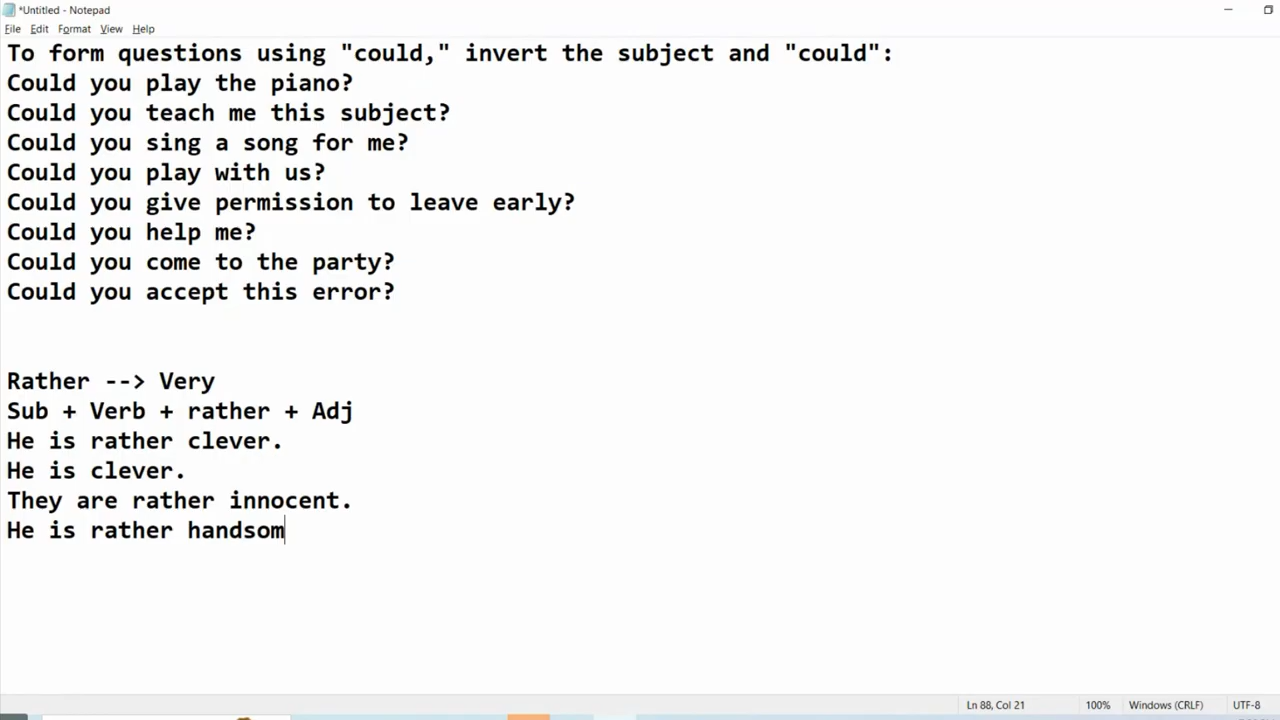 *Untitled - Notepad
File Edit Format View Help
To form questions using "could," invert the subject and "could":
Could you play the piano?
Could you teach me this subject?
Could you sing a song for me?
Could you play with us?
Could you give permission to leave early?
Could you help me?
Could you come to the party?
Could you accept this error?
Rather --> Very
Sub + Verb + rather + Adj
He is rather clever.
He is clever.
They are rather innocent.
He is rather handsom
Ln 88, Col 21 100% Windows (CRLF) UTF-8